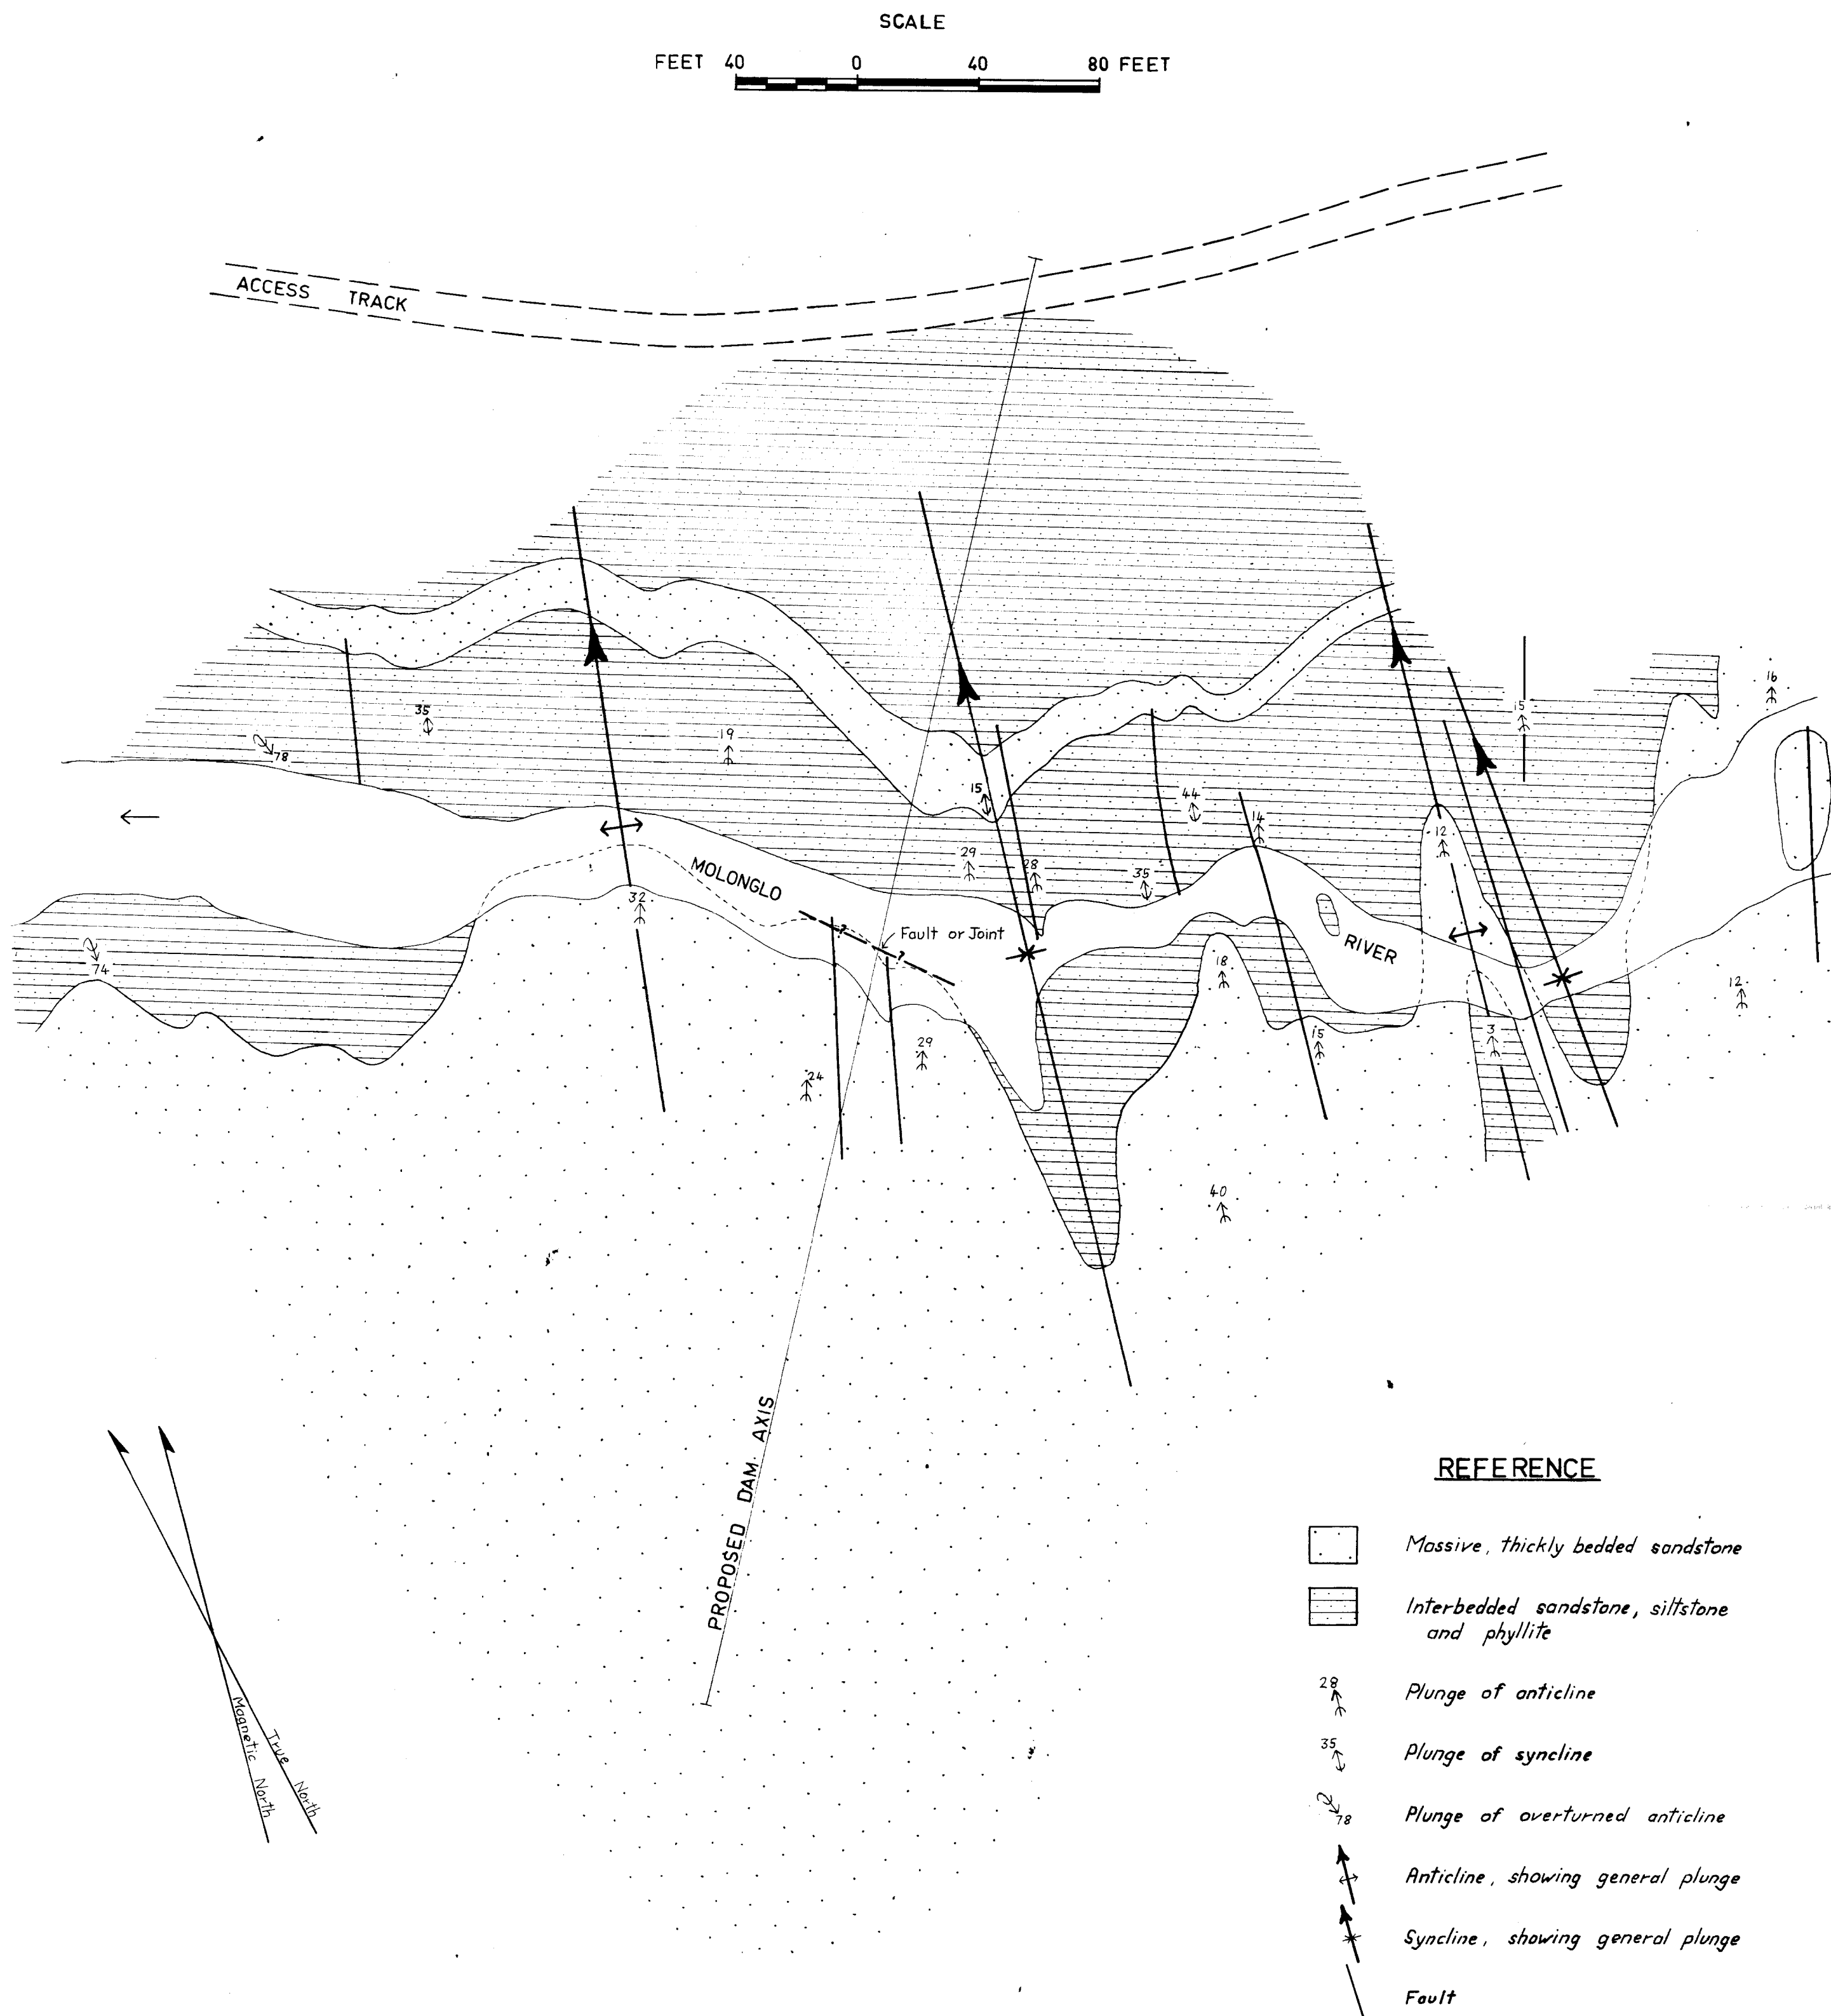 SCALE
FEET 40 0 40 80 FEET
ACCESS TRACK
16
15
35
19
78
15
44
14
12
29
28
35
MOLONGLO
32
Fault or Joint
?
?
RIVER
74
18
12
3
15
29
24
40
PROPOSED DAM AXIS
Magnetic North
True North
REFERENCE
Massive, thickly bedded sandstone
Interbedded sandstone, siltstone
and phyllite
28
Plunge of anticline
35
Plunge of syncline
78
Plunge of overturned anticline
Anticline, showing general plunge
Syncline, showing general plunge
Fault